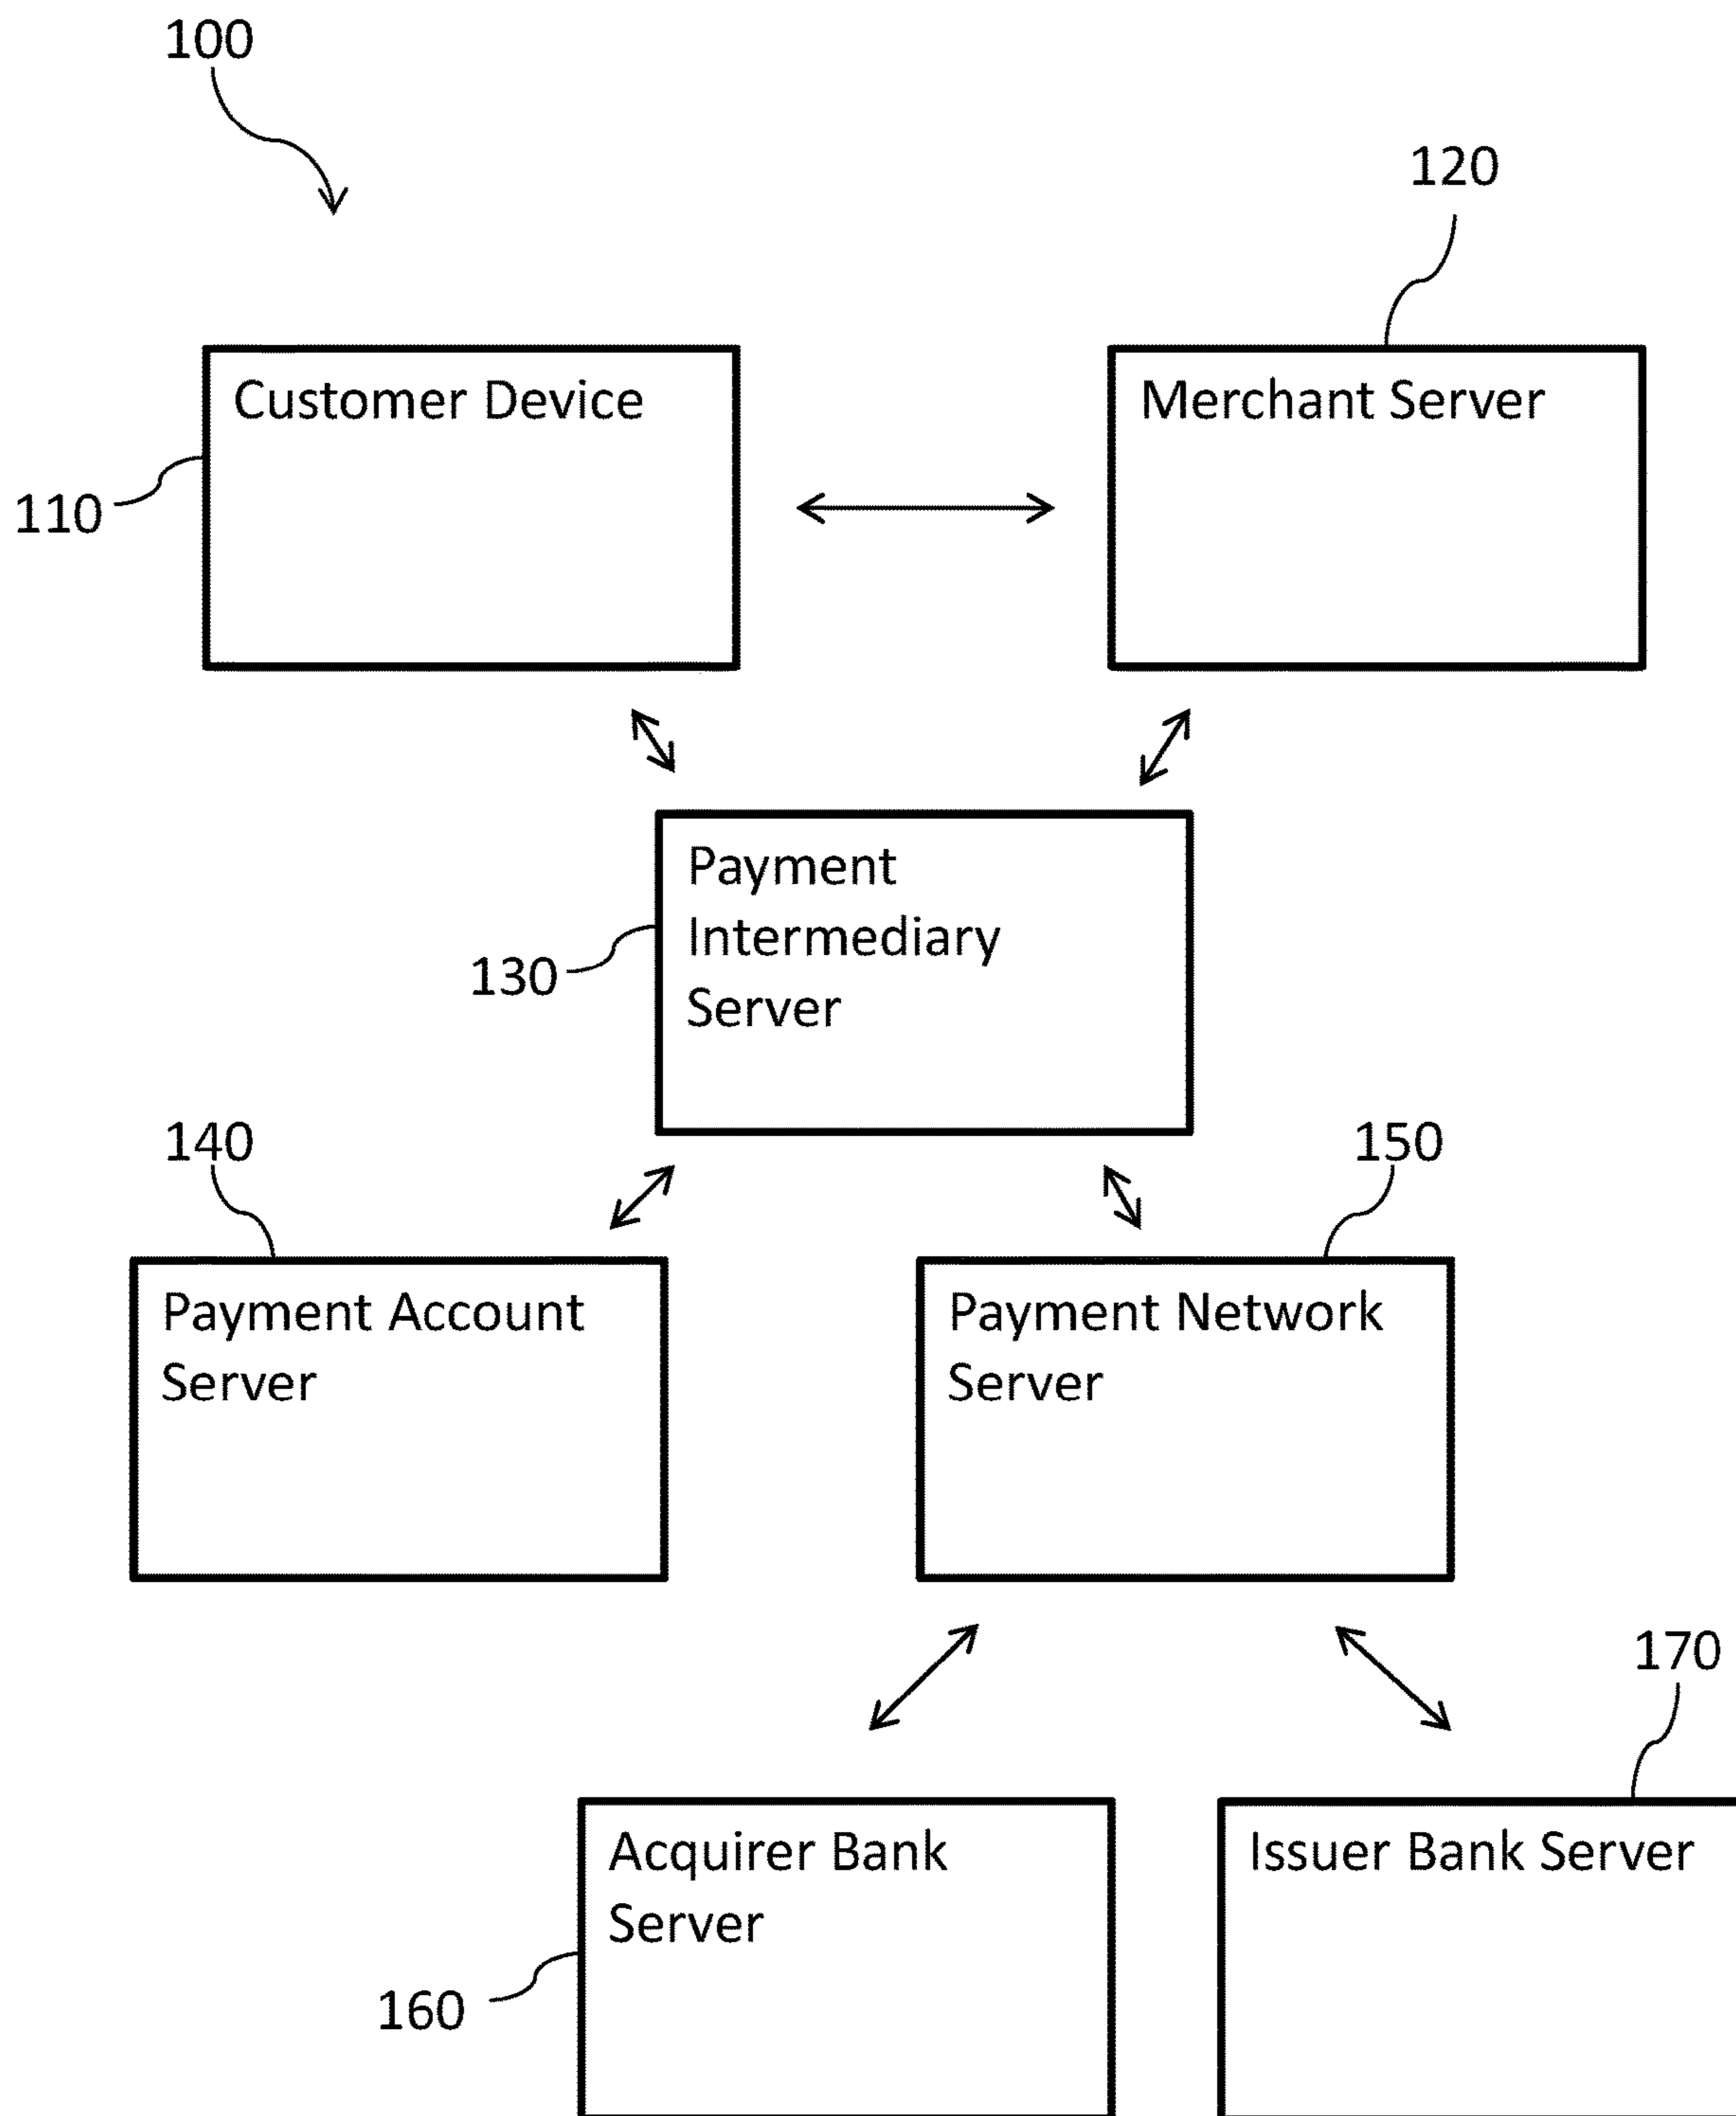 100
120
Customer Device
Merchant Server
110
Payment
Intermediary
Server
130
140
150
Payment Account
Server
Payment Network
Server
170
Acquirer Bank
Server
Issuer Bank Server
160